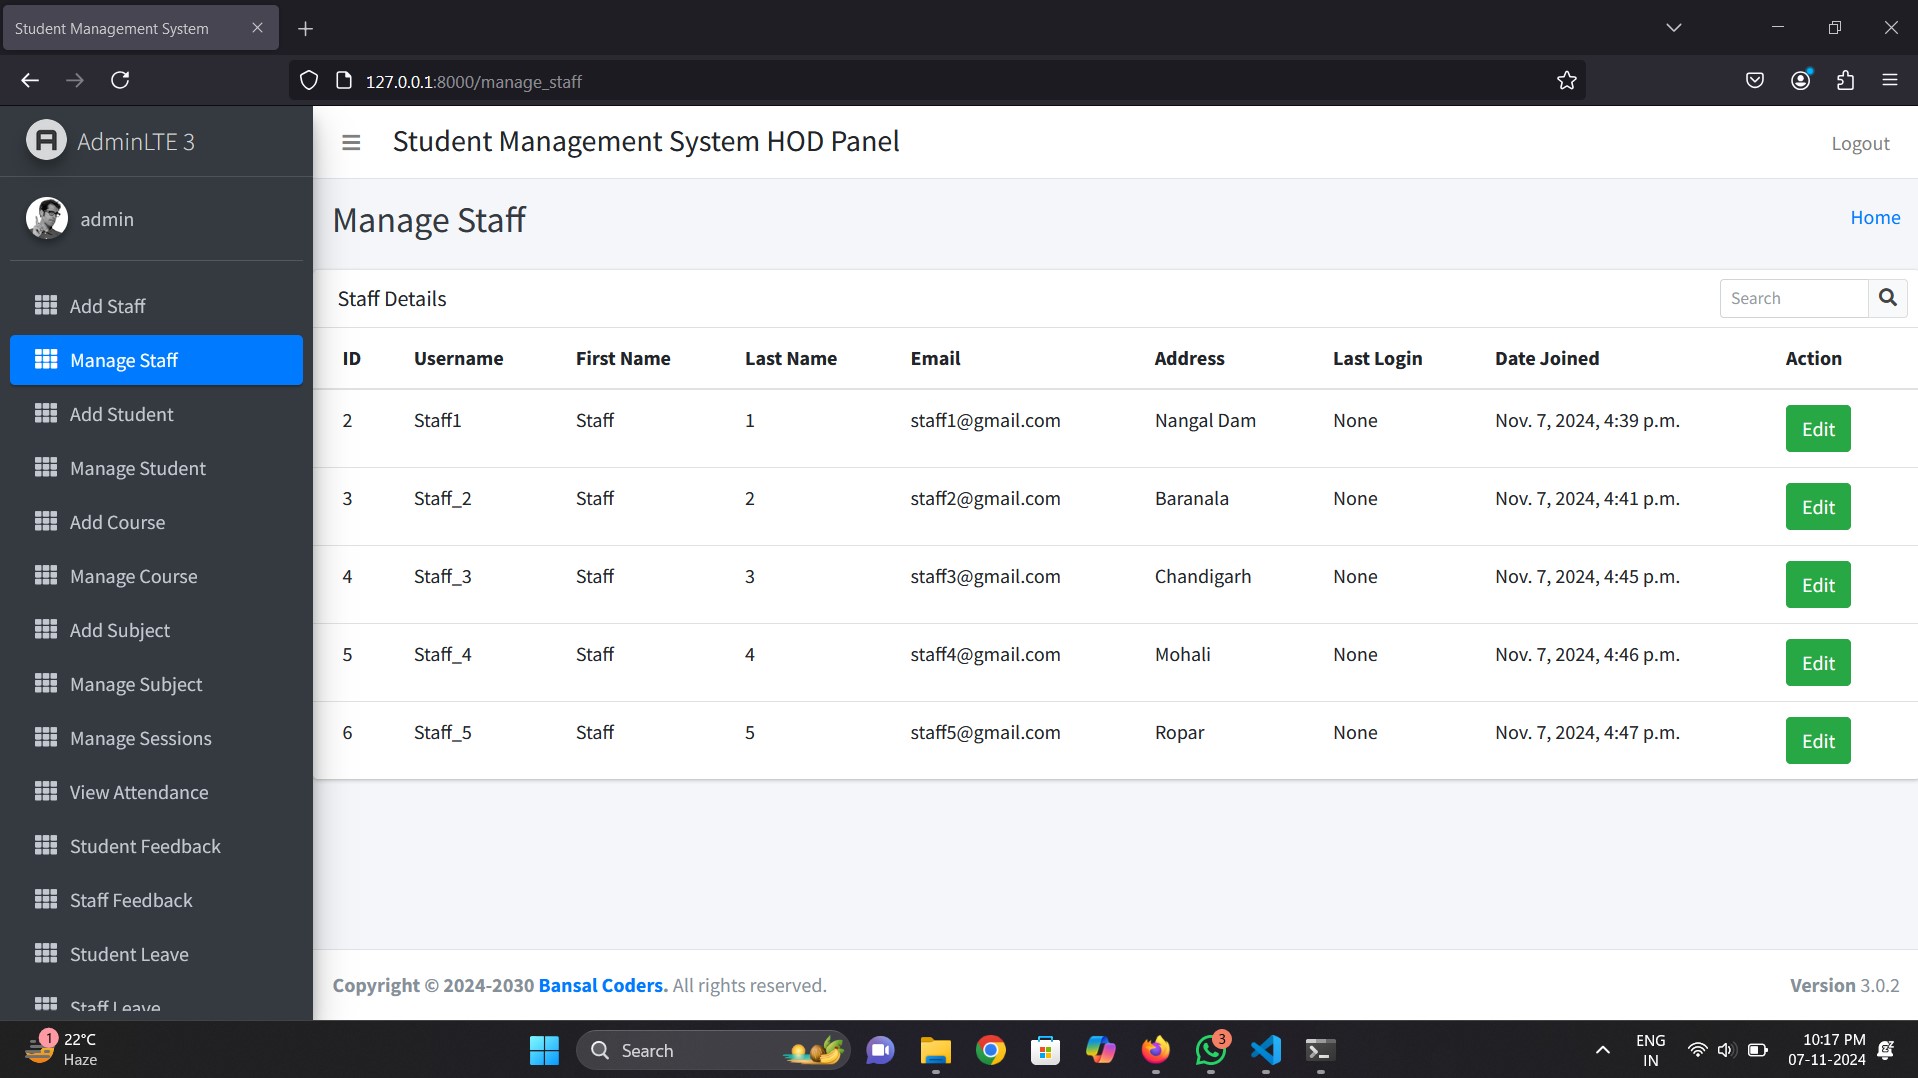 Student Management System
127.0.0.1:8000/manage_staff
AdminLTE 3
Student Management System HOD Panel
Logout
admin
Manage Staff
Home
Add Staff
Manage Staff
Add Student
Manage Student
Add Course
Manage Course
Add Subject
Manage Subject
Manage Sessions
View Attendance
Student Feedback
Staff Feedback
Student Leave
Staff Leave
Staff Details
Search
ID Username First Name Last Name Email Address Last Login Date Joined Action
2 Staff1 Staff 1 staff1@gmail.com Nangal Dam None Nov. 7, 2024, 4:39 p.m. Edit
3 Staff_2 Staff 2 staff2@gmail.com Baranala None Nov. 7, 2024, 4:41 p.m. Edit
4 Staff_3 Staff 3 staff3@gmail.com Chandigarh None Nov. 7, 2024, 4:45 p.m. Edit
5 Staff_4 Staff 4 staff4@gmail.com Mohali None Nov. 7, 2024, 4:46 p.m. Edit
6 Staff_5 Staff 5 staff5@gmail.com Ropar None Nov. 7, 2024, 4:47 p.m. Edit
Copyright © 2024-2030 Bansal Coders. All rights reserved.
Version 3.0.2
1
22°C
Haze
Search
3
ENG
IN
10:17 PM
07-11-2024